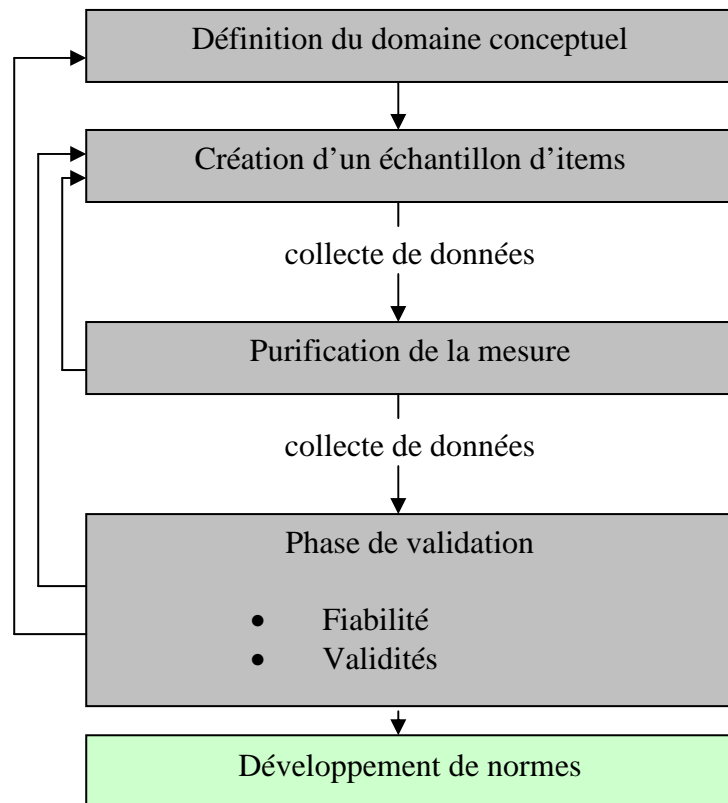 Définition du domaine conceptuel
Création d’un échantillon d’items
collecte de données
Purification de la mesure
collecte de données
Phase de validation
• Fiabilité
• Validités
Développement de normes